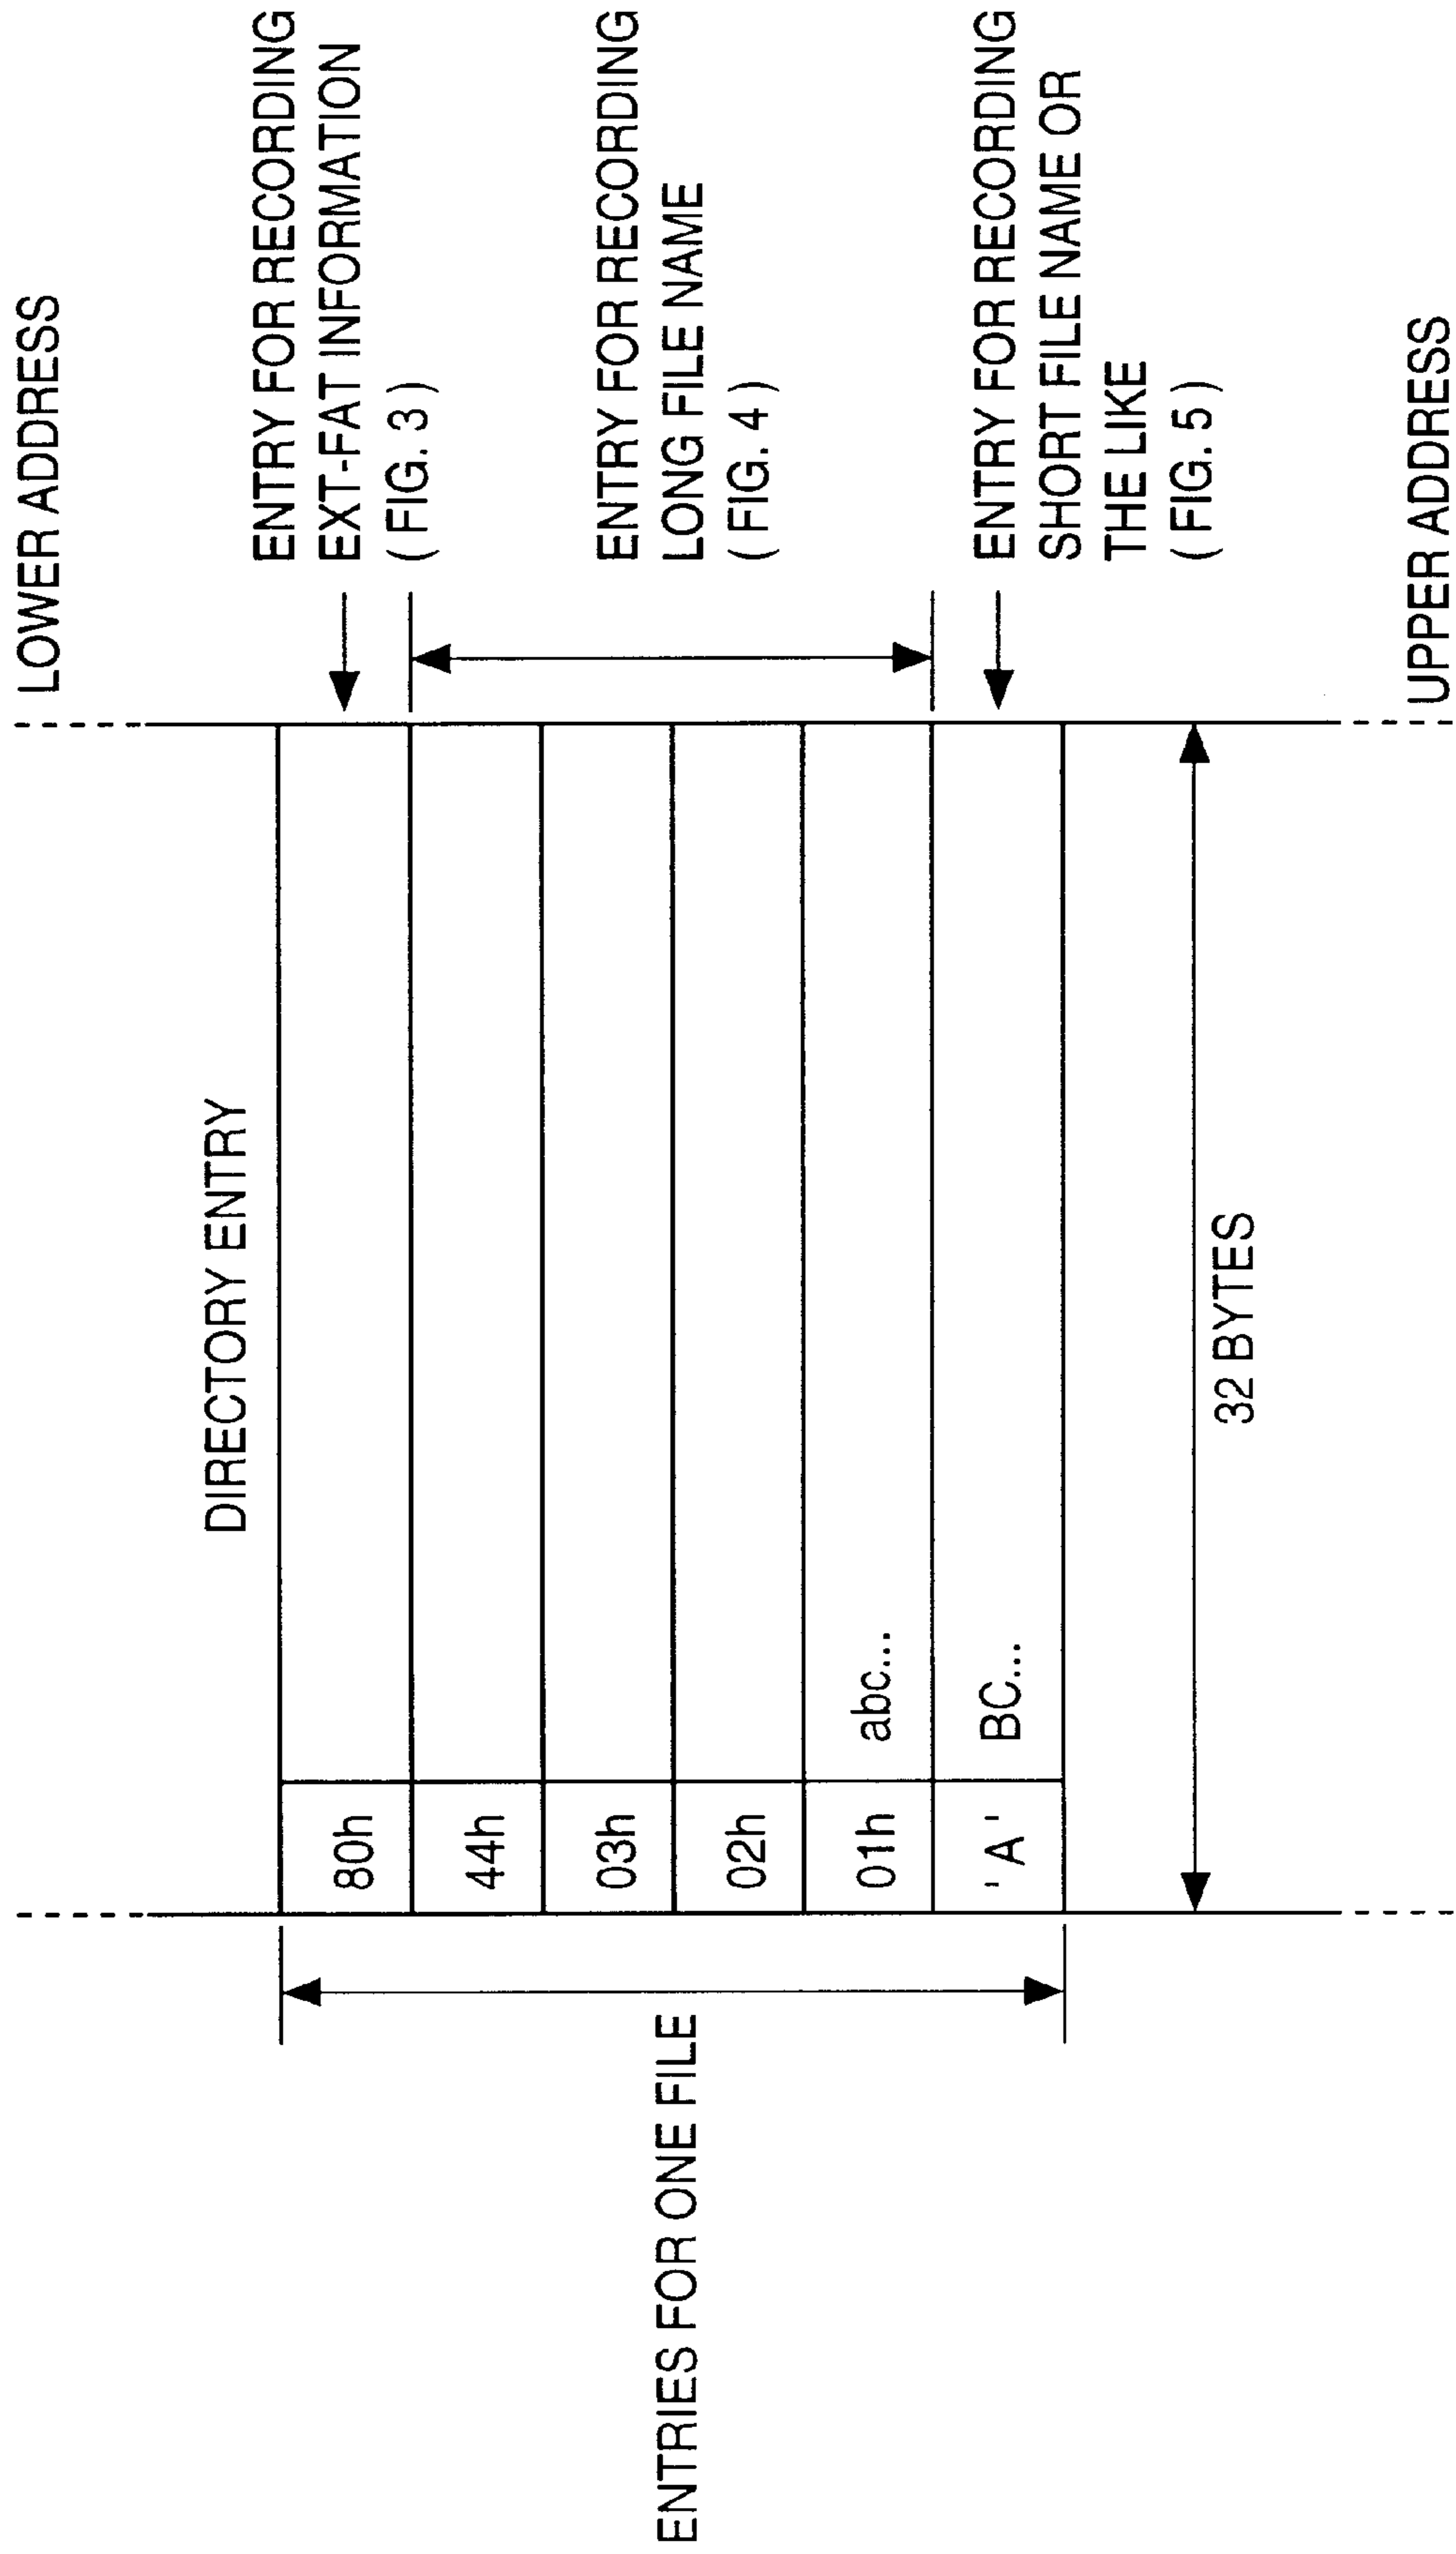 LOWER ADDRESS
DIRECTORY ENTRY
ENTRIES FOR ONE FILE
80h
44h
03h
02h
01h abc...
'A' BC...
32 BYTES
ENTRY FOR RECORDING
EXT-FAT INFORMATION
(FIG. 3)
ENTRY FOR RECORDING
LONG FILE NAME
(FIG. 4)
ENTRY FOR RECORDING
SHORT FILE NAME OR
THE LIKE
(FIG. 5)
UPPER ADDRESS